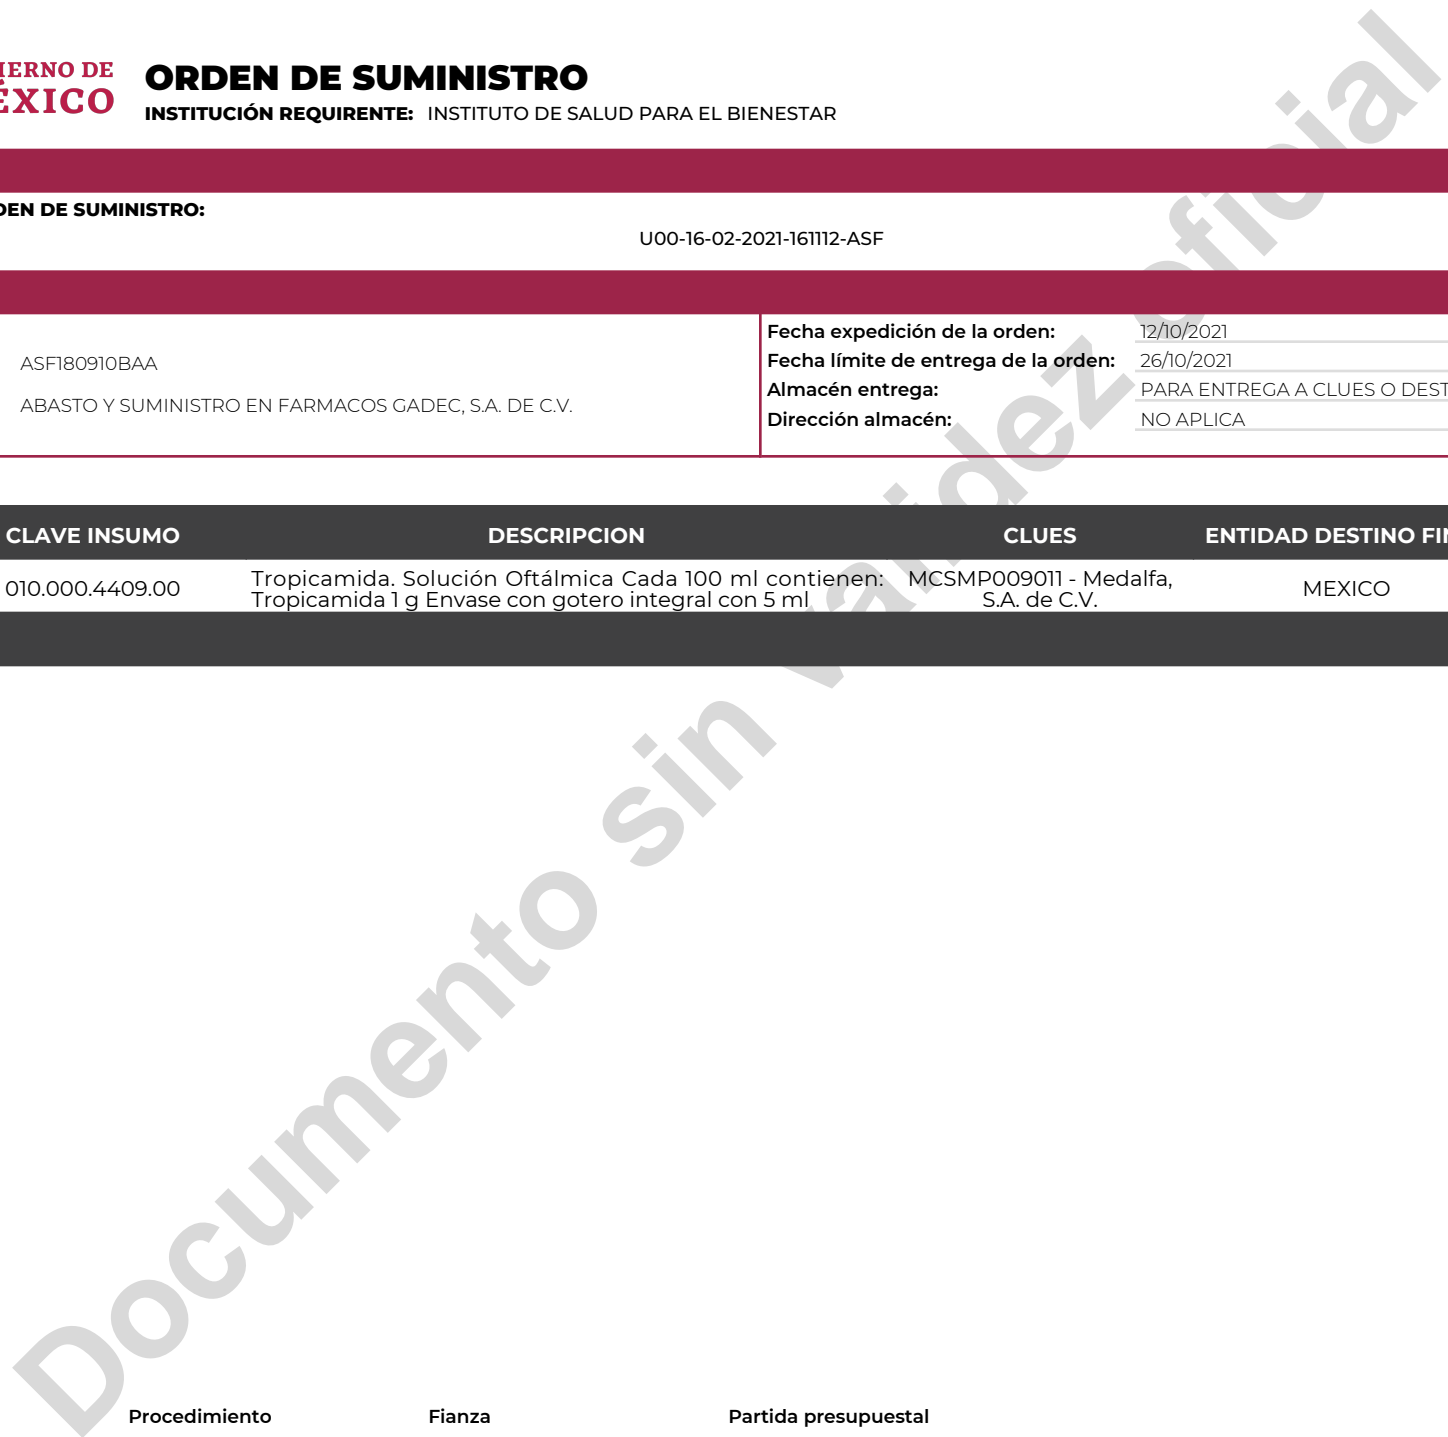 IERNO DE
ÉXICO
ORDEN DE SUMINISTRO
INSTITUCIÓN REQUIRENTE: INSTITUTO DE SALUD PARA EL BIENESTAR
DEN DE SUMINISTRO:
U00-16-02-2021-161112-ASF
ASF180910BAA
ABASTO Y SUMINISTRO EN FARMACOS GADEC, S.A. DE C.V.
Fecha expedición de la orden: 12/10/2021
Fecha límite de entrega de la orden: 26/10/2021
Almacén entrega: PARA ENTREGA A CLUES O DEST
Dirección almacén: NO APLICA
CLAVE INSUMO DESCRIPCION CLUES ENTIDAD DESTINO FIN
010.000.4409.00
Tropicamida. Solución Oftálmica Cada 100 ml contienen:
Tropicamida 1 g Envase con gotero integral con 5 ml
MCSMP009011 - Medalfa,
S.A. de C.V.
MEXICO
Documento sin validez oficial
Procedimiento Fianza Partida presupuestal